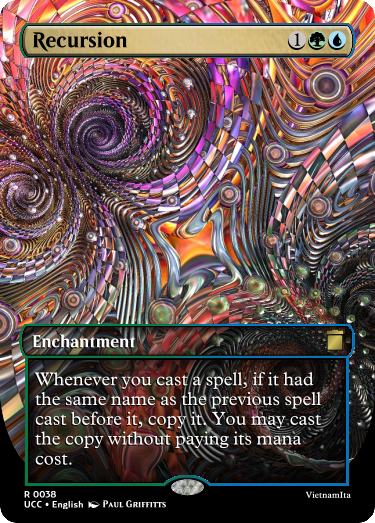 Recursion 1
Enchantment
Whenever you cast a spell, if it had
the same name as the previous spell
cast before it, copy it. You may cast
the copy without paying its mana
cost.
R 0038
UCC • English Paul Griffitts
VietnamIta